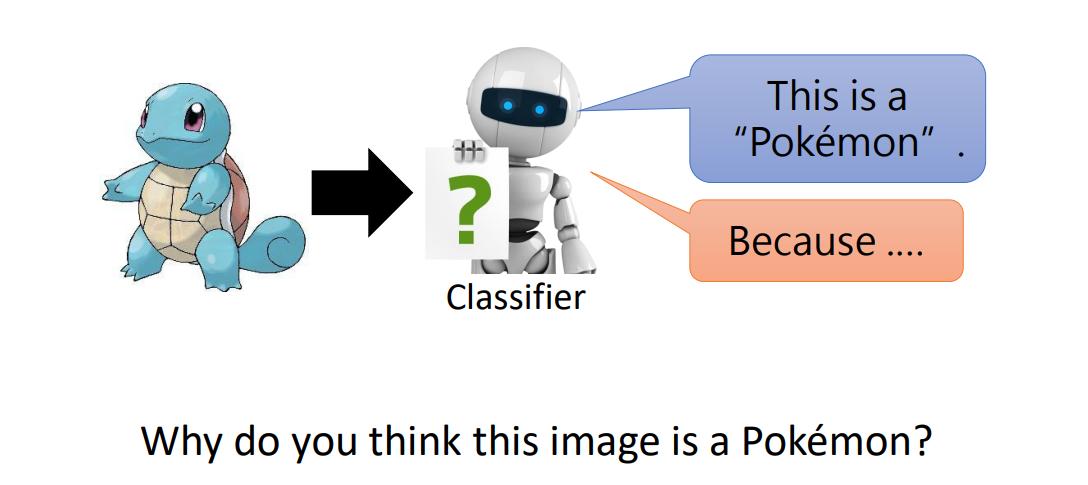 This is a
“Pokémon” .
Because ....
?
Classifier
Why do you think this image is a Pokémon?